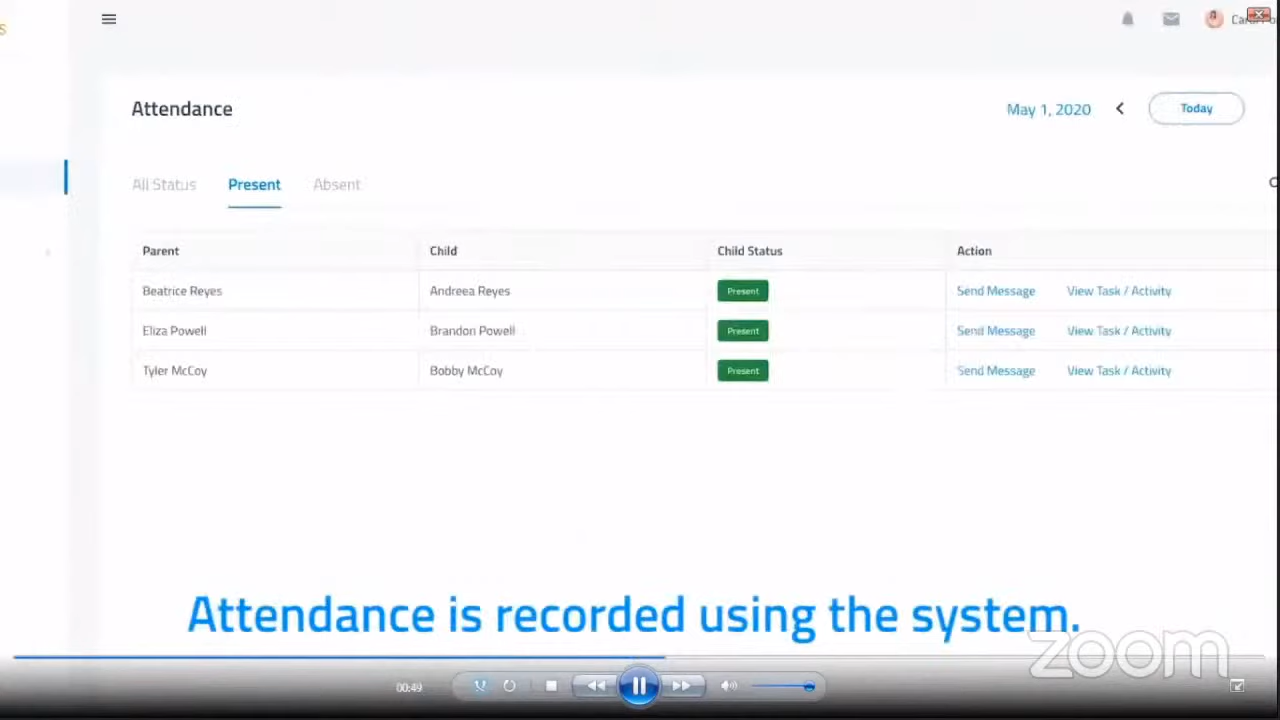 Attendance
May 1, 2020
Today
All Status Present Absent
Parent Child Child Status Action
Beatrice Reyes Andreea Reyes Present Send Message View Task / Activity
Eliza Powell Brandon Powell Present Send Message View Task / Activity
Tyler McCoy Bobby McCoy Present Send Message View Task / Activity
Attendance is recorded using the system.
zoom
00:49